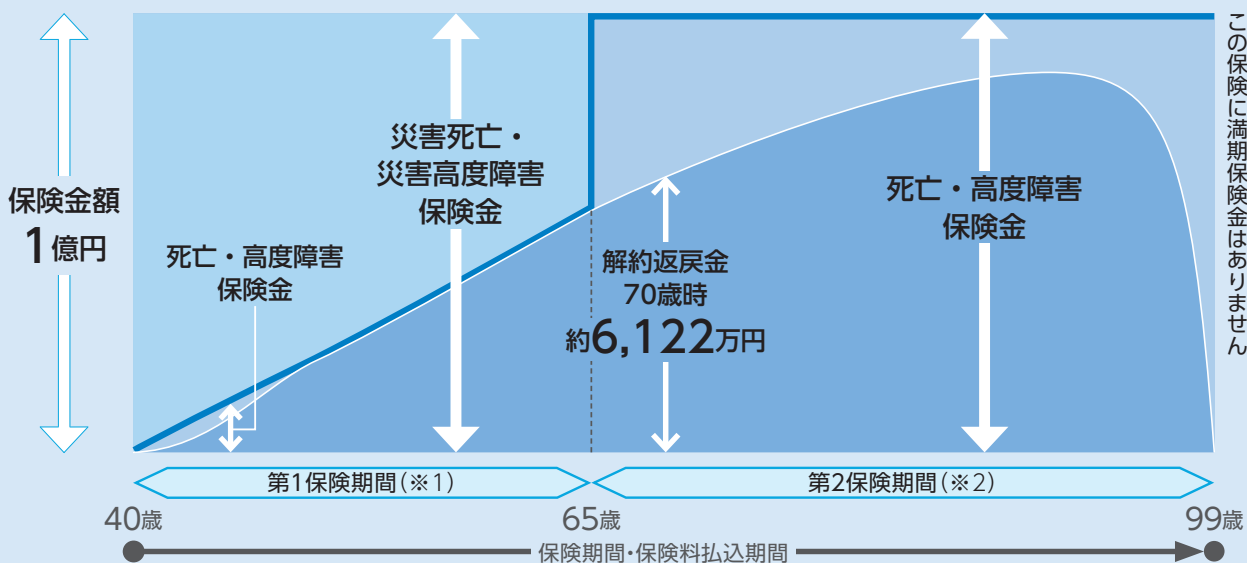 保険金額
1億円
死亡・高度障害
保険金
災害死亡・
災害高度障害
保険金
解約返戻金
70歳時
約6,122万円
死亡・高度障害
保険金
この保険に満期保険金はありません
第1保険期間(※1)
第2保険期間(※2)
40歳
65歳
99歳
保険期間・保険料払込期間